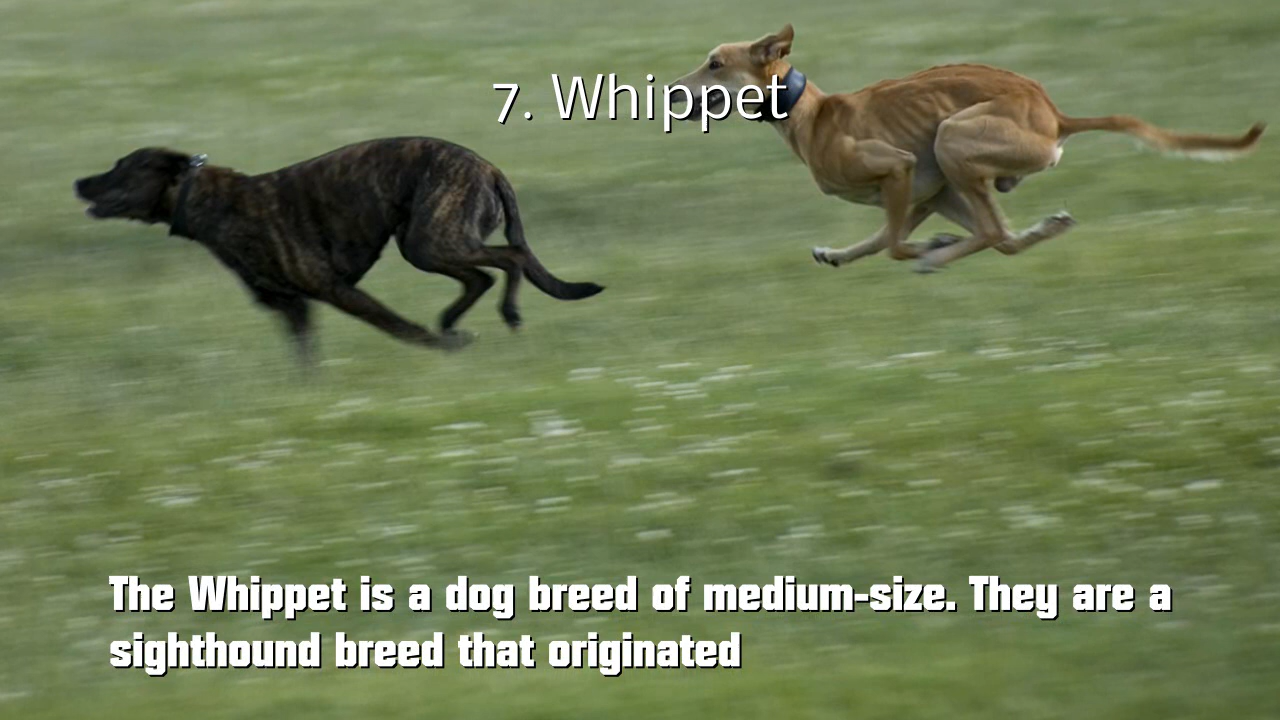 7. Whippet
The Whippet is a dog breed of medium-size. They are a
sighthound breed that originated